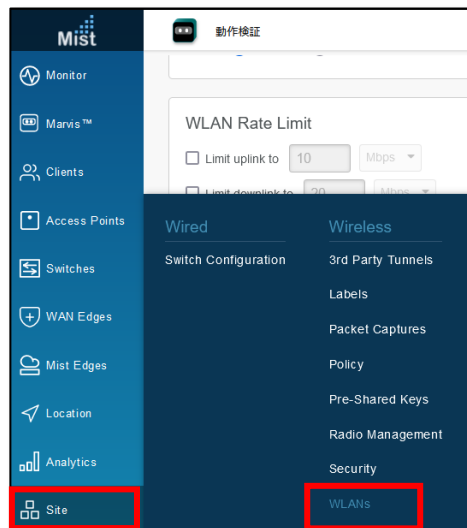 Mist
動作検証
Monitor
Marvis™
Clients
Access Points
Switches
WAN Edges
Mist Edges
Location
Analytics
Site
WLAN Rate Limit
Limit uplink to 10 Mbps
Limit downlink to 20 Mbps
Wired
Switch Configuration
Wireless
3rd Party Tunnels
Labels
Packet Captures
Policy
Pre-Shared Keys
Radio Management
Security
WLANs